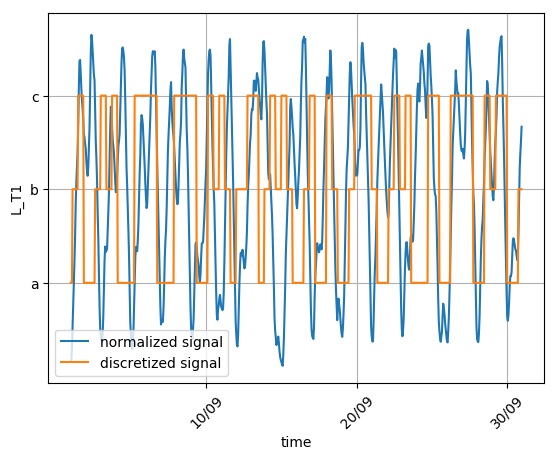 c
b
a
L_T1
normalized signal
discretized signal
10/09
20/09
30/09
time